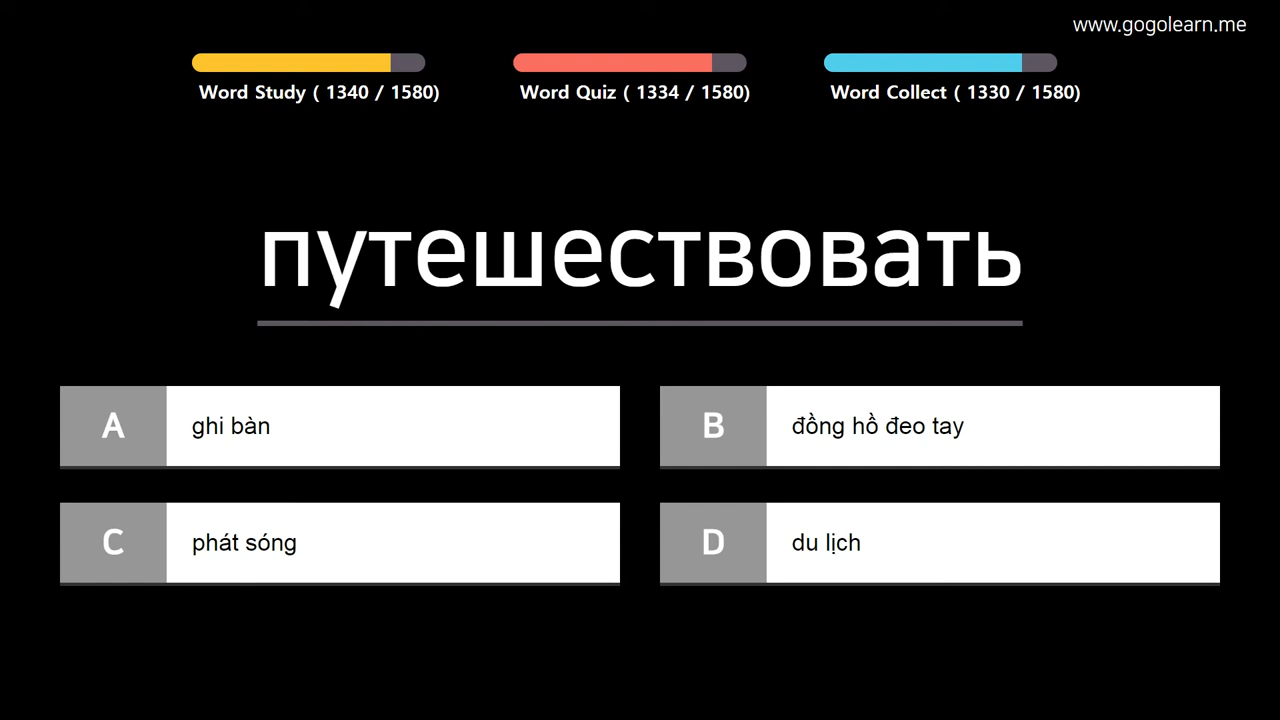 www.gogolearn.me
Word Study ( 1340 / 1580)
Word Quiz ( 1334 / 1580)
Word Collect ( 1330 / 1580)
путешествовать
A ghi bàn
B đồng hồ đeo tay
C phát sóng
D du lịch